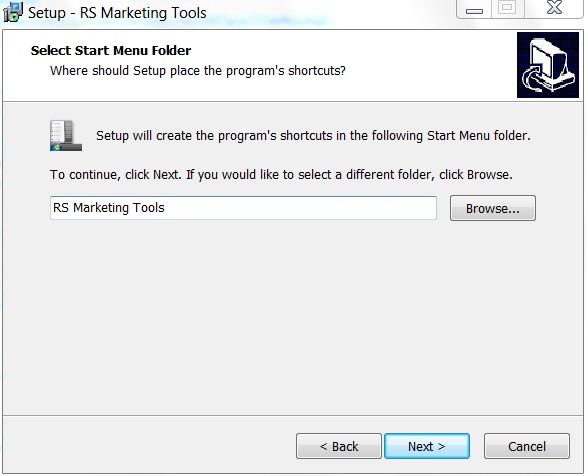 Setup - RS Marketing Tools
Select Start Menu Folder
Where should Setup place the program's shortcuts?
Setup will create the program's shortcuts in the following Start Menu folder.
To continue, click Next. If you would like to select a different folder, click Browse.
RS Marketing Tools
Browse...
< Back
Next >
Cancel